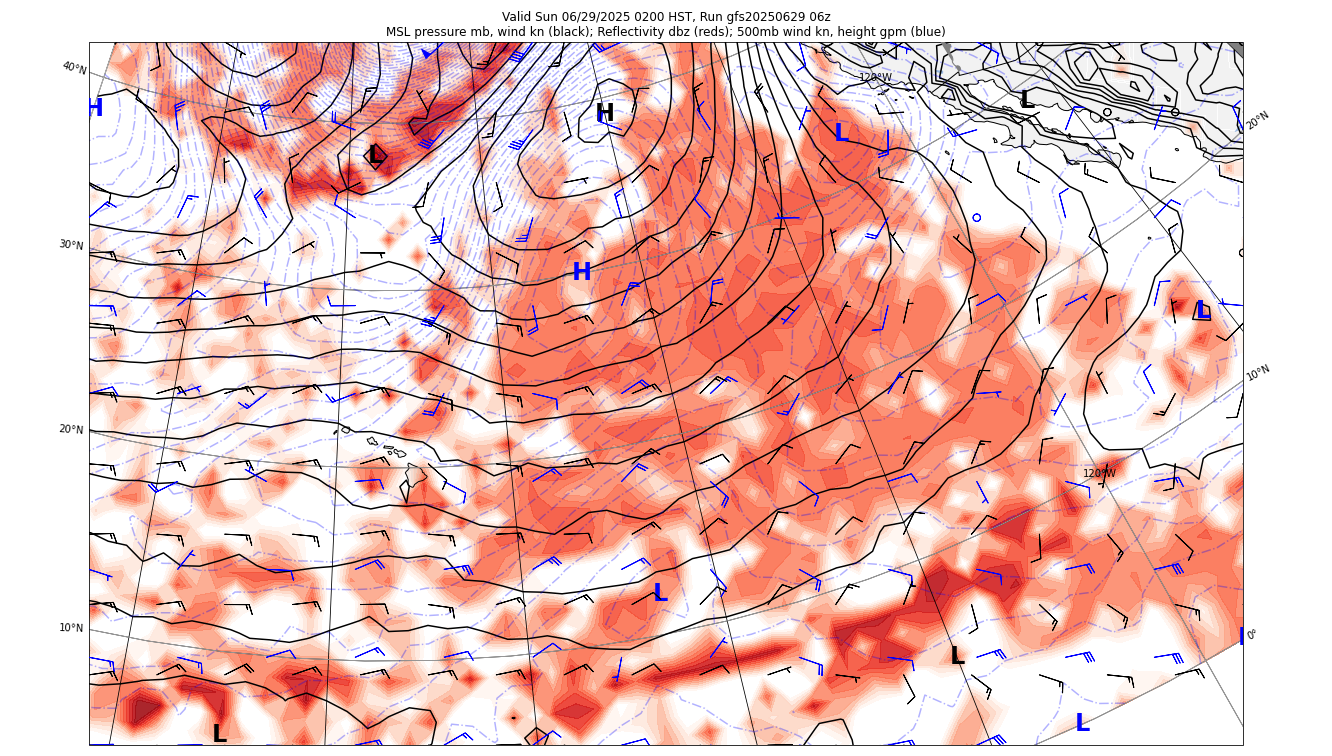 Valid Sun 06/29/2025 0200 HST, Run gfs20250629 06z
MSL pressure mb, wind kn (black); Reflectivity dbz (reds); 500mb wind kn, height gpm (blue)
40°N
120°W
H
H
L
L
L
20°N
30°N
H
L
10°N
20°N
120°W
10°N
L
0°
L
L
L